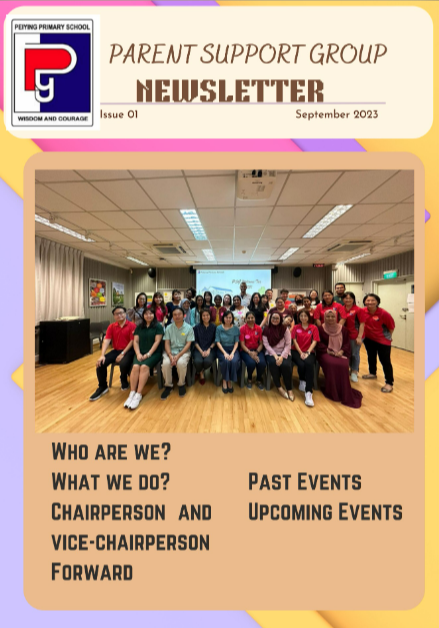 PEIYING PRIMARY SCHOOL
Py
WISDOM AND COURAGE
PARENT SUPPORT GROUP
NEWSLETTER
Issue 01
September 2023
WHO ARE WE?
WHAT WE DO?
CHAIRPERSON AND
VICE-CHAIRPERSON
FORWARD
PAST EVENTS
UPCOMING EVENTS